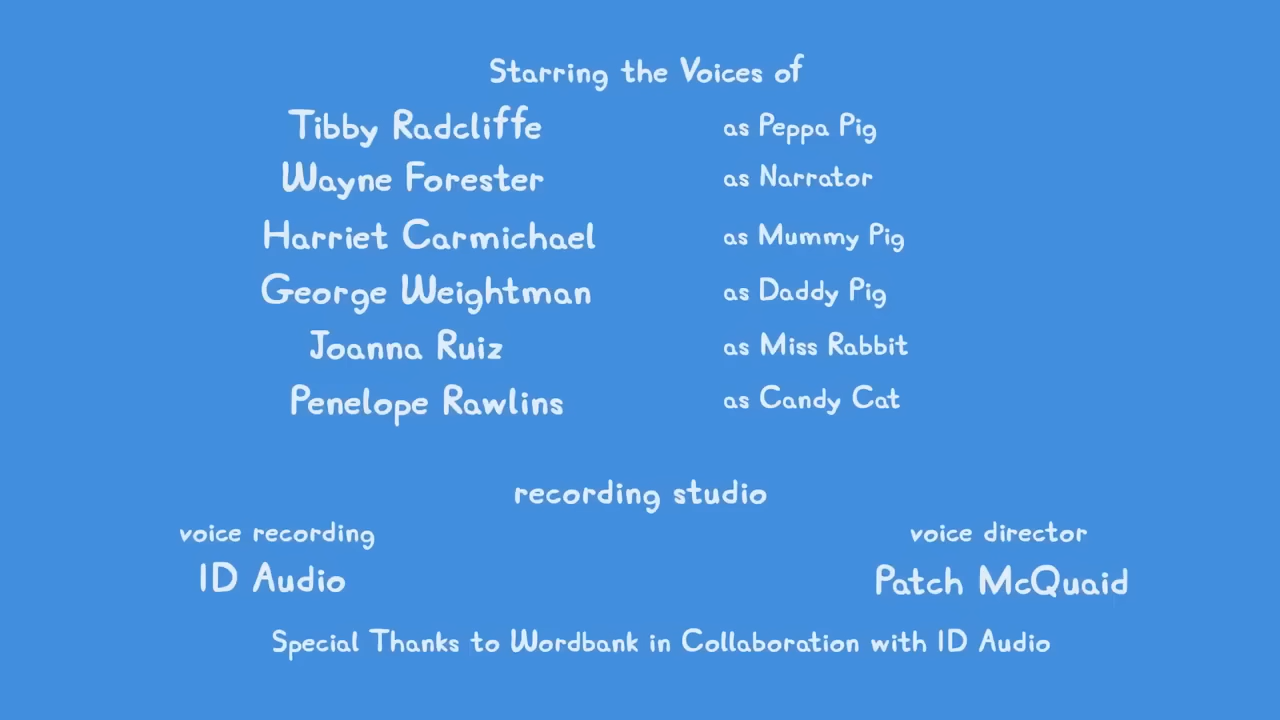 Starring the Voices of
Tibby Radcliffe as Peppa Pig
Wayne Forester as Narrator
Harriet Carmichael as Mummy Pig
George Weightman as Daddy Pig
Joanna Ruiz as Miss Rabbit
Penelope Rawlins as Candy Cat
recording studio
voice recording voice director
ID Audio Patch McQuaid
Special Thanks to Wordbank in Collaboration with ID Audio